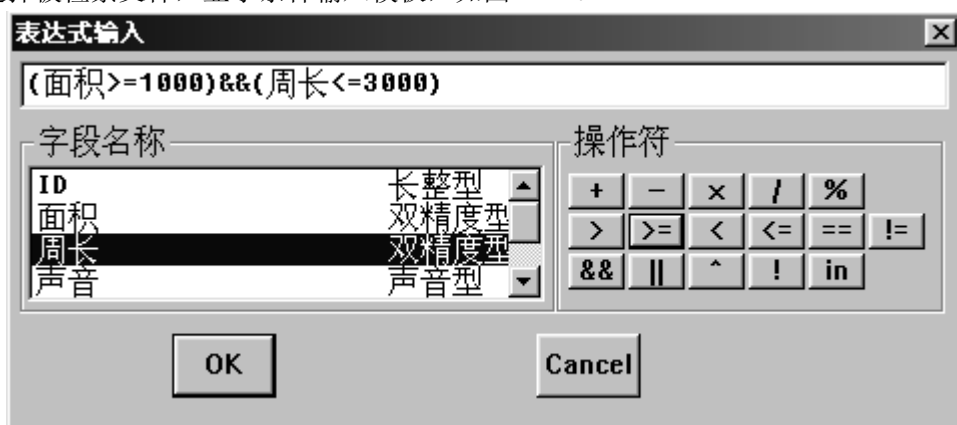 表达式输入
(面积>=1000)&&(周长<=3000)
字段名称
ID 长整型
面积 双精度型
周长 双精度型
声音 声音型
操作符
+ - × / %
> >= < <= == !=
&& || ^ ! in
OK Cancel